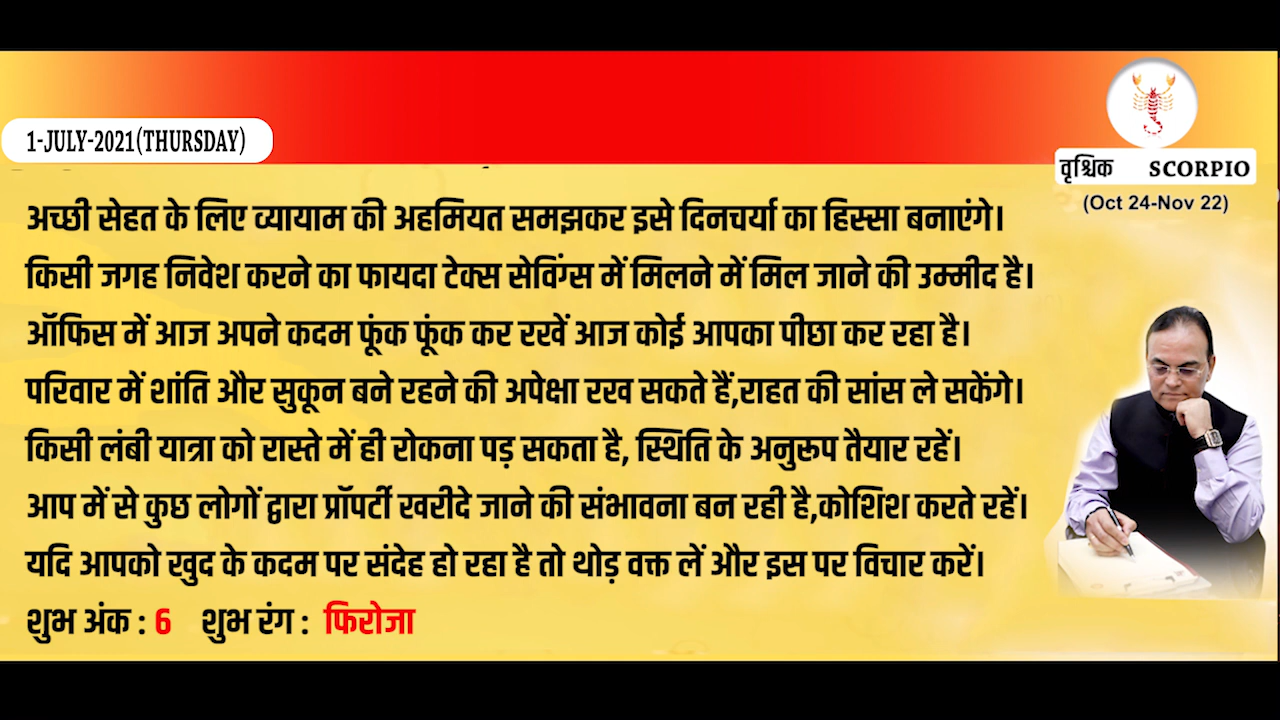 1-JULY-2021(THURSDAY)
वृश्चिक SCORPIO
(Oct 24-Nov 22)
अच्छी सेहत के लिए व्यायाम की अहमियत समझकर इसे दिनचर्या का हिस्सा बनाएंगे।
किसी जगह निवेश करने का फायदा टेक्स सेविंग्स में मिलने में मिल जाने की उम्मीद है।
ऑफिस में आज अपने कदम फूंक फूंक कर रखें आज कोई आपका पीछा कर रहा है।
परिवार में शांति और सुकून बने रहने की अपेक्षा रख सकते हैं,राहत की सांस ले सकेंगे।
किसी लंबी यात्रा को रास्ते में ही रोकना पड़ सकता है, स्थिति के अनुरूप तैयार रहें।
आप में से कुछ लोगों द्वारा प्रॉपर्टी खरीदे जाने की संभावना बन रही है,कोशिश करते रहें।
यदि आपको खुद के कदम पर संदेह हो रहा है तो थोड़ वक्त लें और इस पर विचार करें।
शुभ अंक : 6 शुभ रंग : फिरोजा